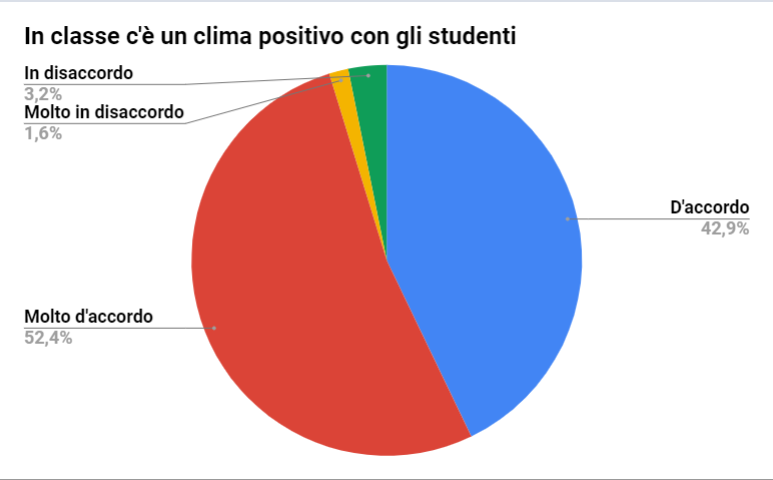 In classe c'è un clima positivo con gli studenti
In disaccordo
3,2%
Molto in disaccordo
1,6%
D'accordo
42,9%
Molto d'accordo
52,4%